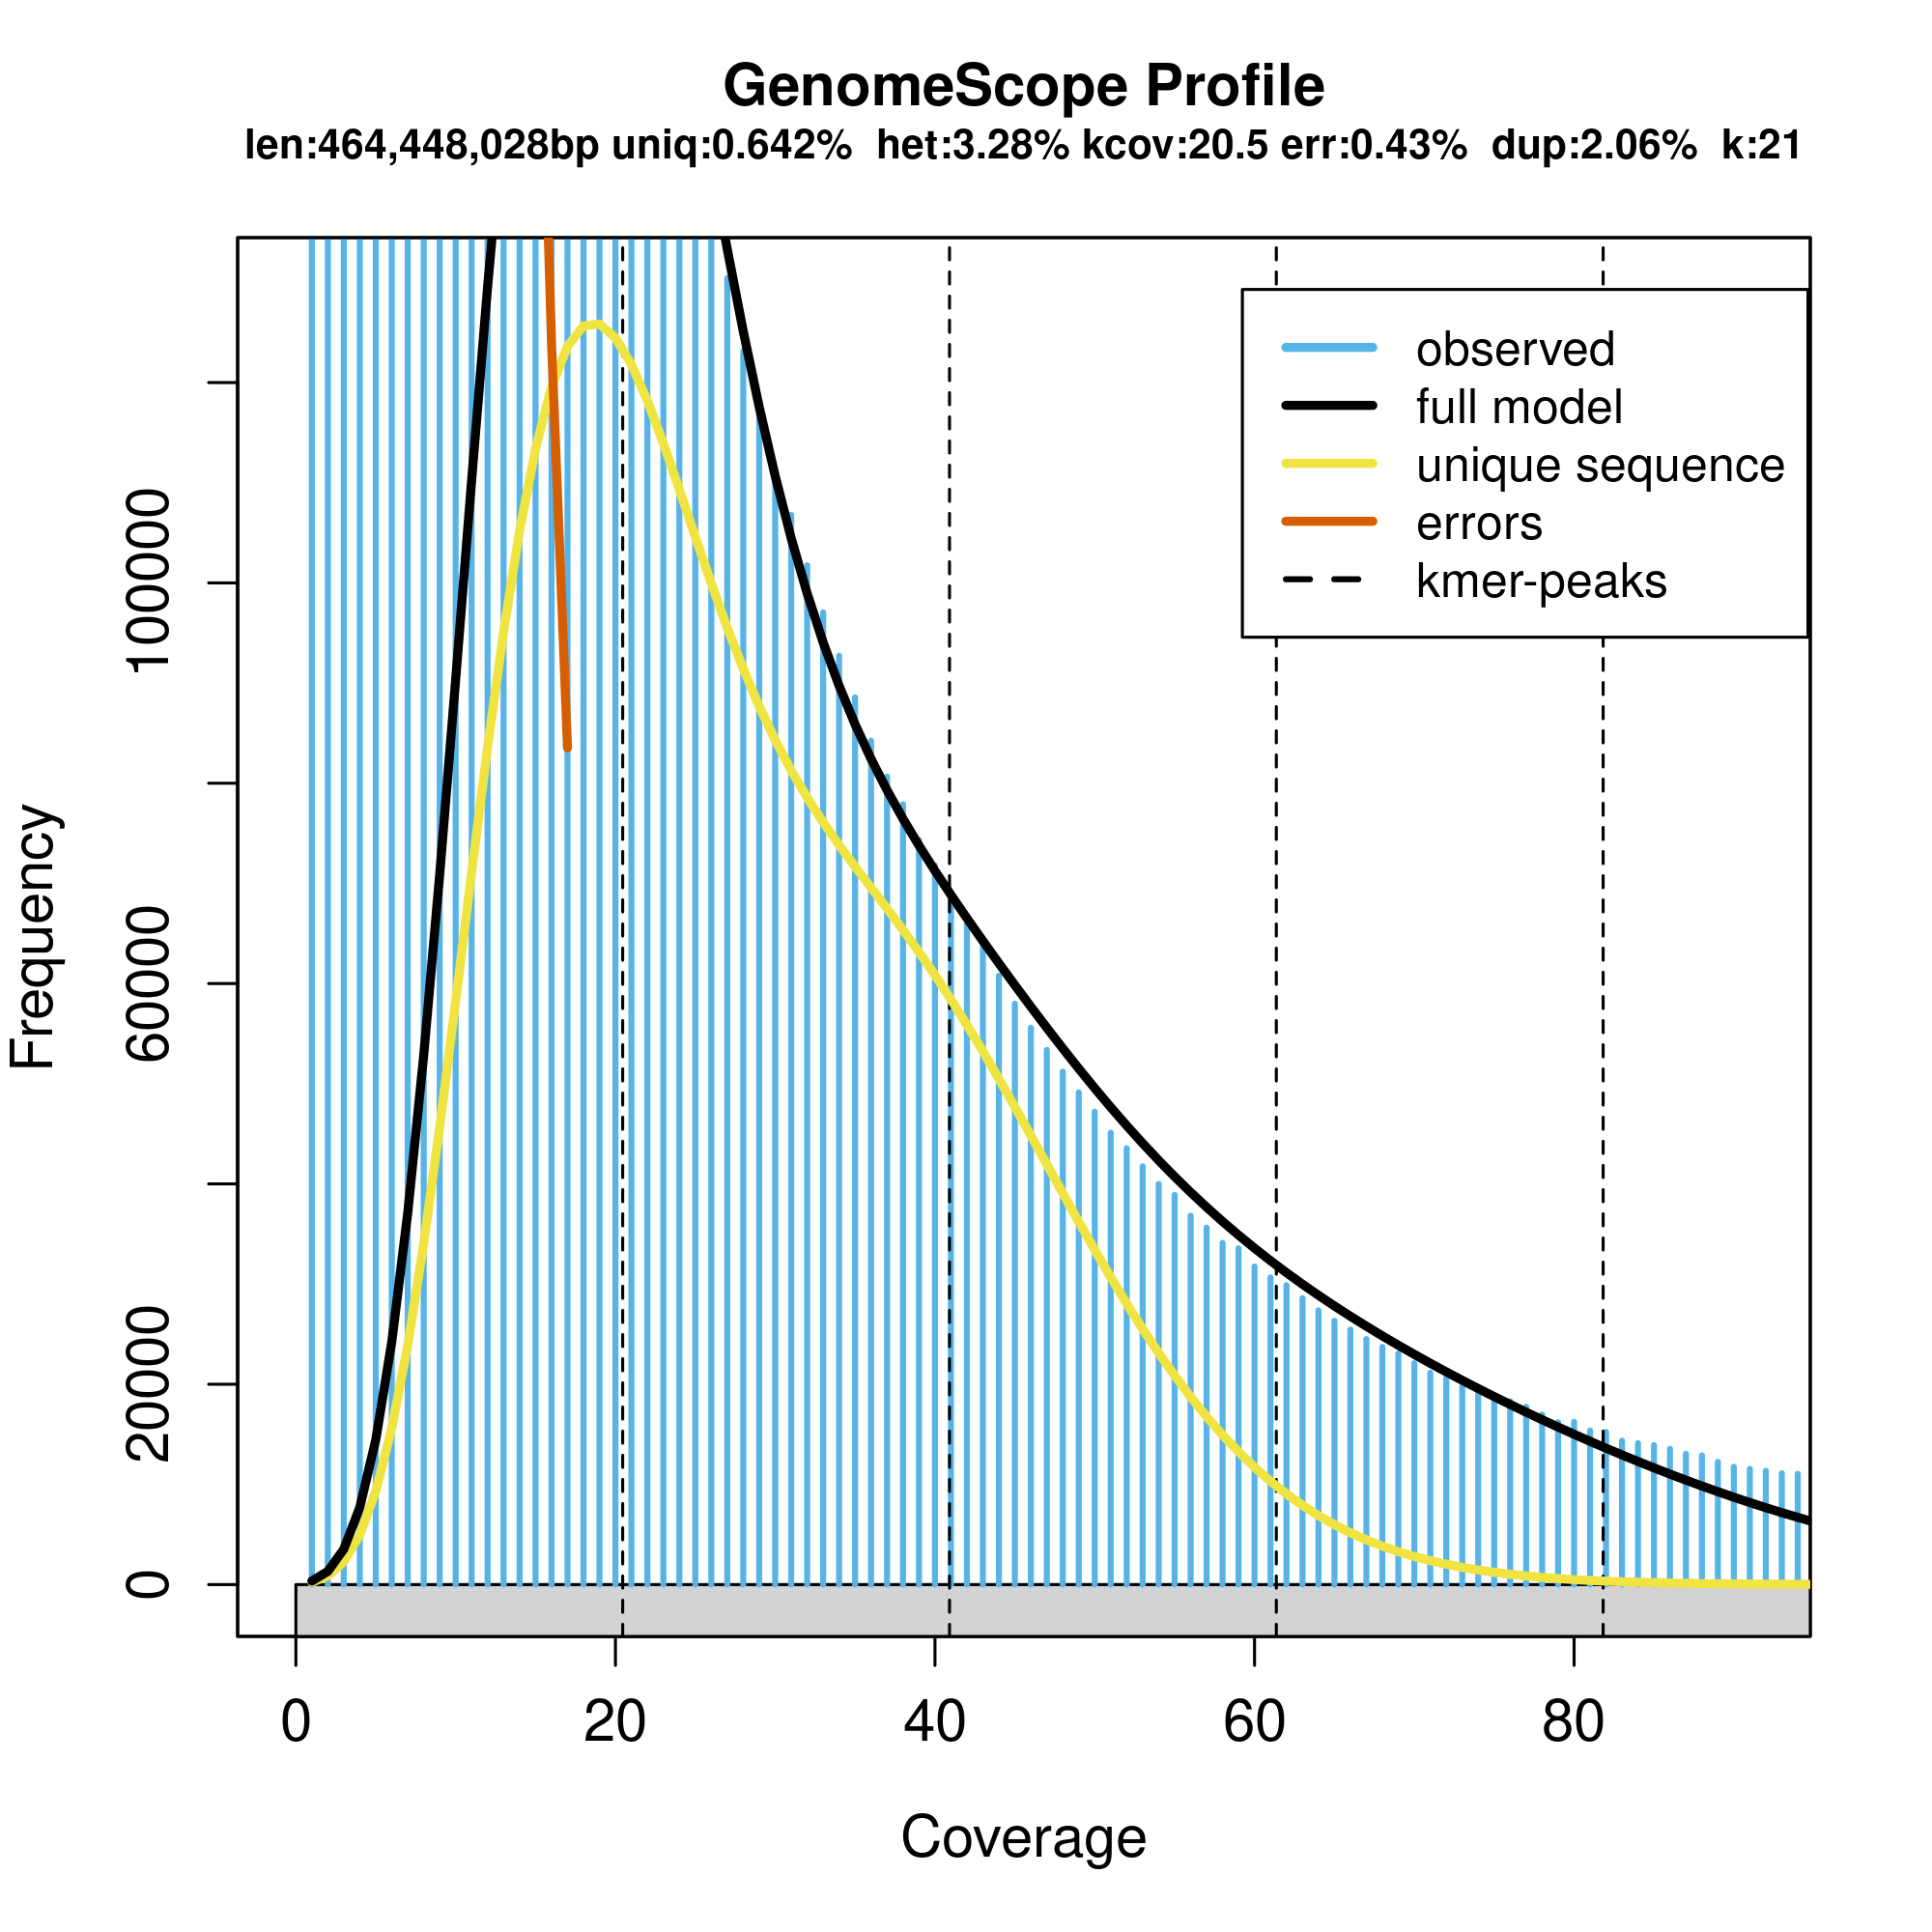 GenomeScope Profile
len:464,448,028bp uniq:0.642% het:3.28% kcov:20.5 err:0.43% dup:2.06% k:21
observed
full model
unique sequence
errors
kmer-peaks
Frequency
100000
60000
20000
0
0 20 40 60 80
Coverage